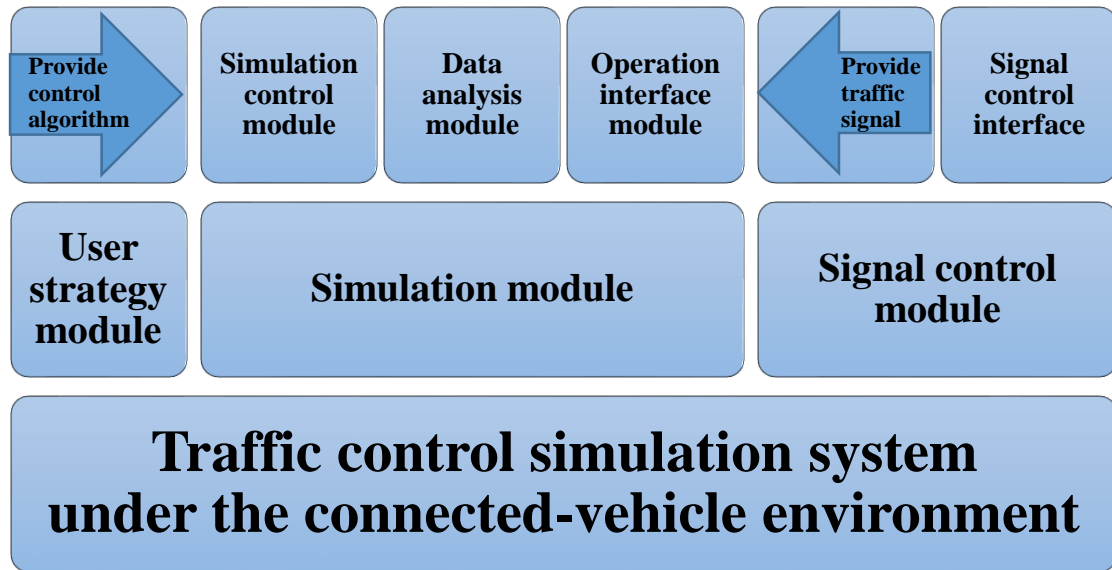 Provide
control
algorithm
Simulation
control
module
Data
analysis
module
Operation
interface
module
Provide
traffic
signal
Signal
control
interface
User
strategy
module
Simulation module
Signal control
module
Traffic control simulation system
under the connected-vehicle environment